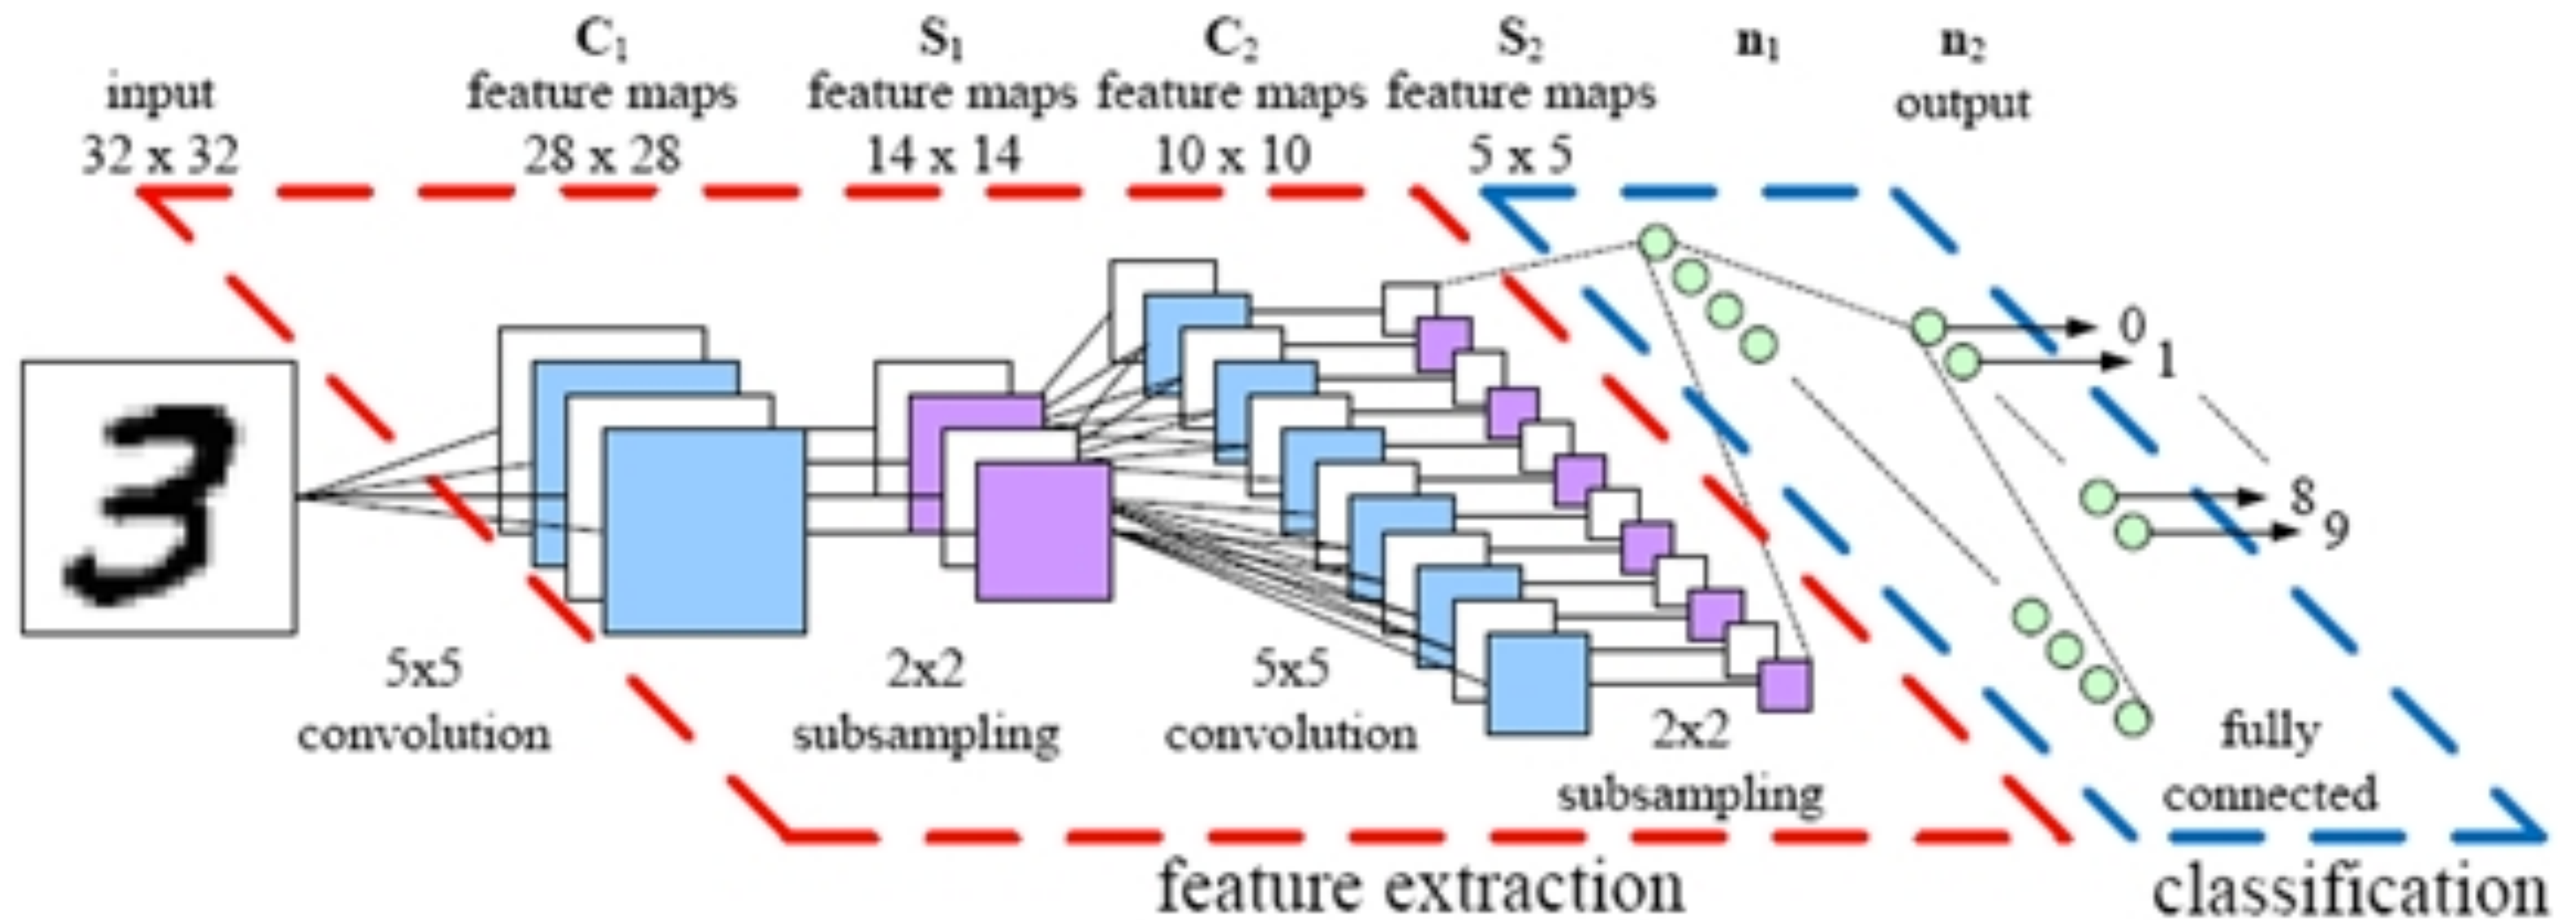 input
32 x 32
C1
feature maps
28 x 28
S1
feature maps
14 x 14
C2
feature maps
10 x 10
S2
feature maps
5 x 5
n1
n2
output
3
0
1
8
9
5x5
convolution
2x2
subsampling
5x5
convolution
2x2
subsampling
fully
connected
feature extraction
classification